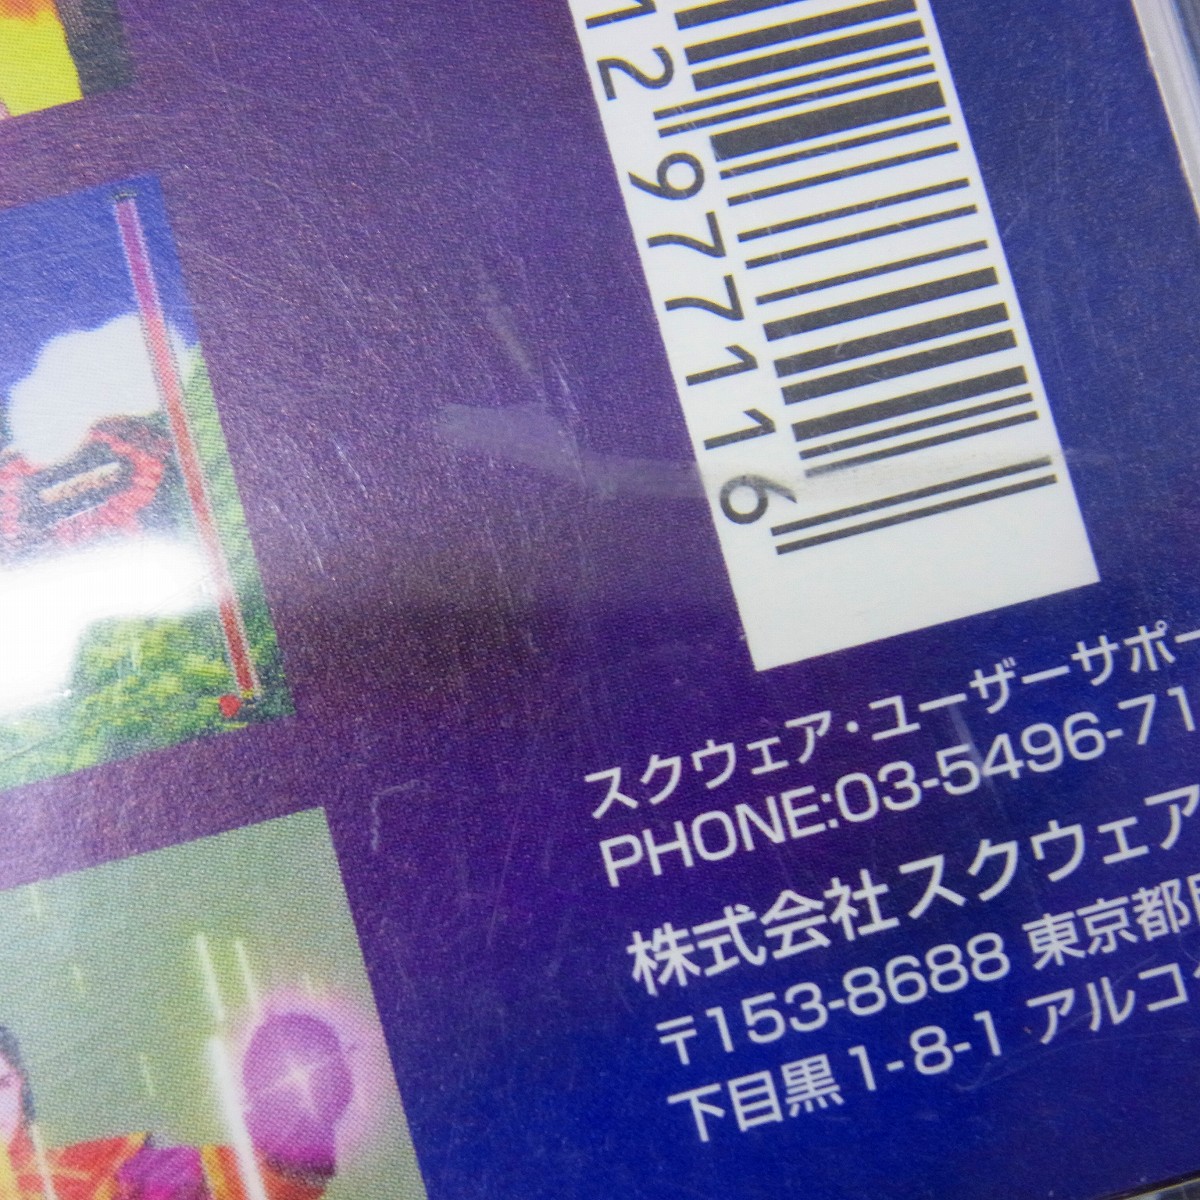 12977116
スクウェア・ユーザーサポー
PHONE:03-5496-71
株式会社スクウェア
〒153-8688 東京都
下目黒1-8-1 アルコ